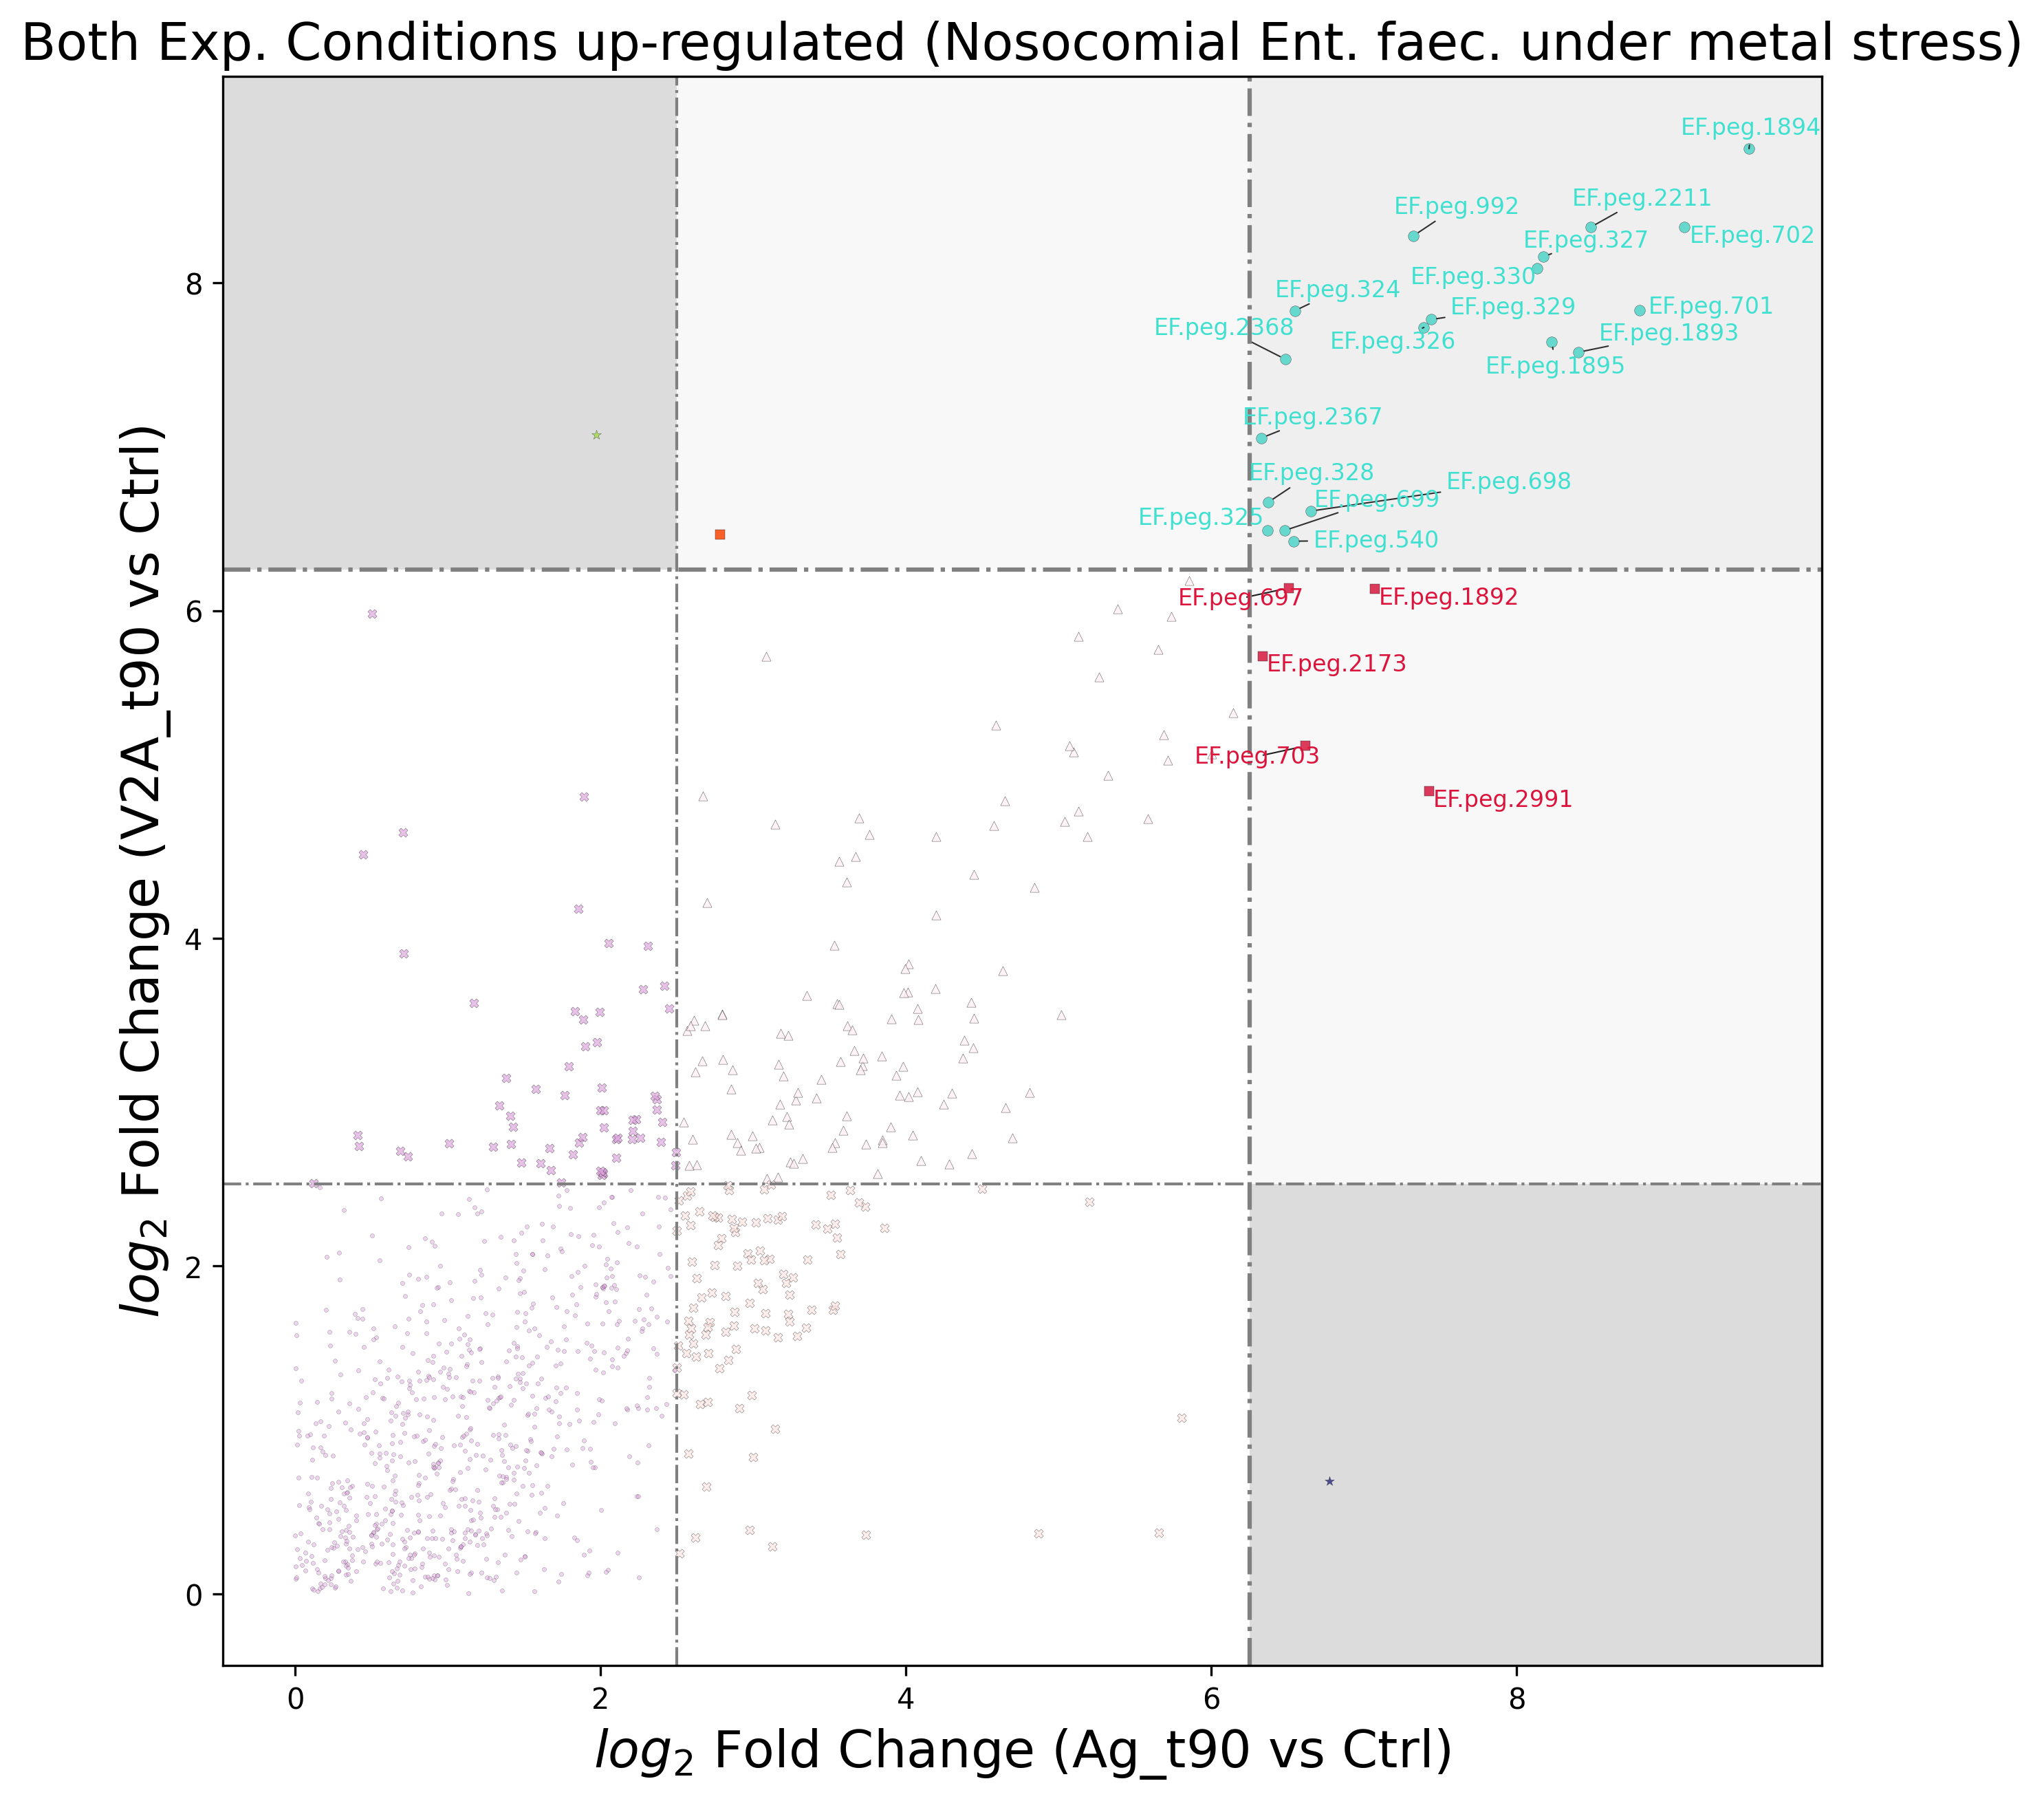 Both Exp. Conditions up-regulated (Nosocomial Ent. faec. under metal stress)
EF.peg.1894
EF.peg.992
EF.peg.2211
EF.peg.702
EF.peg.327
EF.peg.330
EF.peg.324
EF.peg.329
EF.peg.701
EF.peg.2368
EF.peg.326
EF.peg.1893
EF.peg.1895
EF.peg.2367
EF.peg.328
EF.peg.698
EF.peg.699
EF.peg.325
EF.peg.540
EF.peg.697
EF.peg.1892
EF.peg.2173
EF.peg.703
EF.peg.2991
8
6
4
2
0
log2 Fold Change (V2A_t90 vs Ctrl)
0 2 4 6 8
log2 Fold Change (Ag_t90 vs Ctrl)